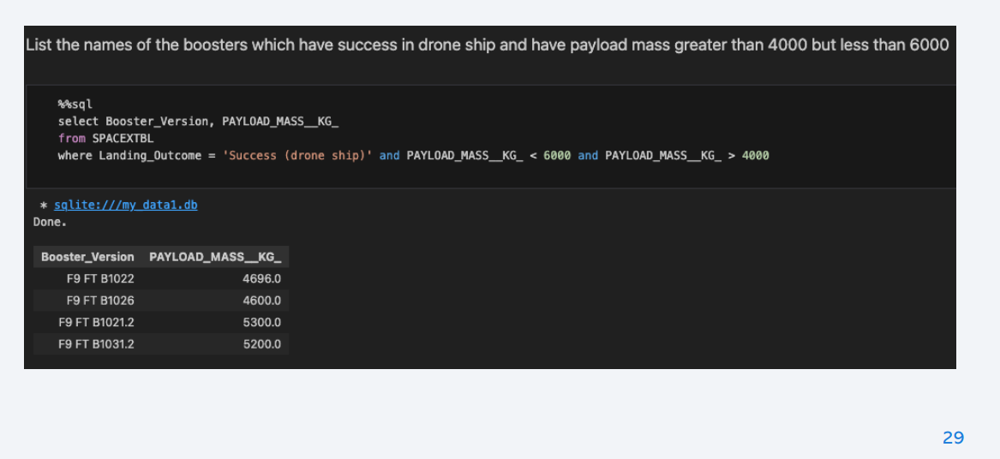 List the names of the boosters which have success in drone ship and have payload mass greater than 4000 but less than 6000
%%sql
select Booster_Version, PAYLOAD_MASS__KG_
from SPACEXTBL
where Landing_Outcome = 'Success (drone ship)' and PAYLOAD_MASS__KG_ < 6000 and PAYLOAD_MASS__KG_ > 4000
* sqlite:///my_data1.db
Done.
Booster_Version PAYLOAD_MASS__KG_
F9 FT B1022 4696.0
F9 FT B1026 4600.0
F9 FT B1021.2 5300.0
F9 FT B1031.2 5200.0
29